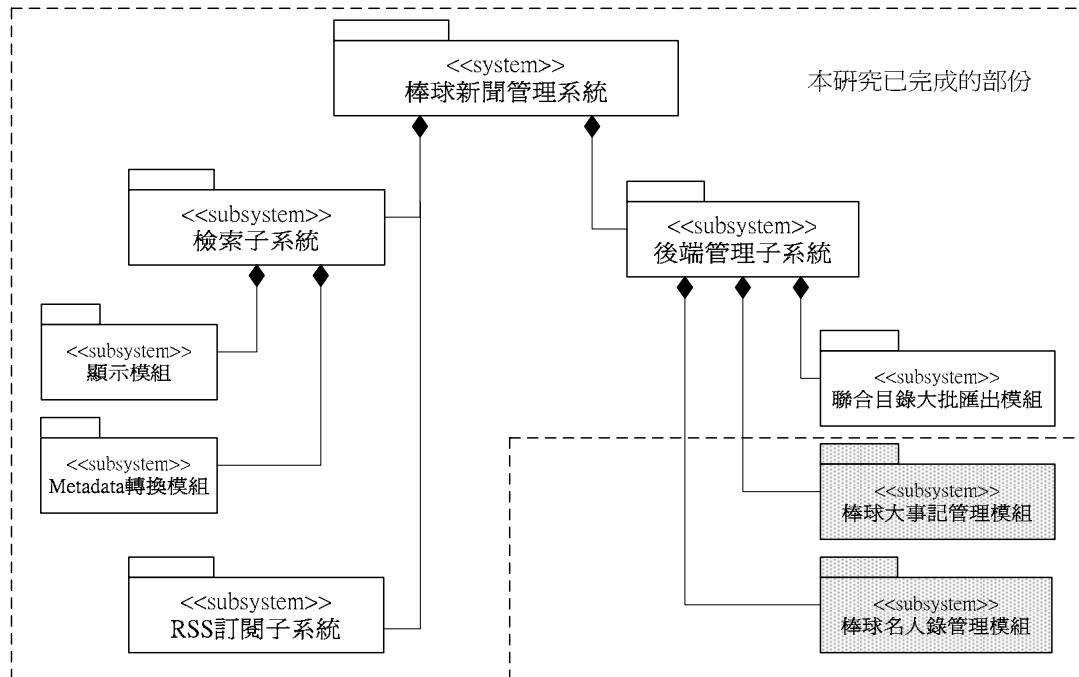 <<system>>
棒球新聞管理系統
本研究已完成的部份
<<subsystem>>
檢索子系統
<<subsystem>>
後端管理子系統
<<subsystem>>
顯示模組
<<subsystem>>
聯合目錄大批匯出模組
<<subsystem>>
Metadata轉換模組
<<subsystem>>
棒球大事記管理模組
<<subsystem>>
RSS訂閱子系統
<<subsystem>>
棒球名人錄管理模組